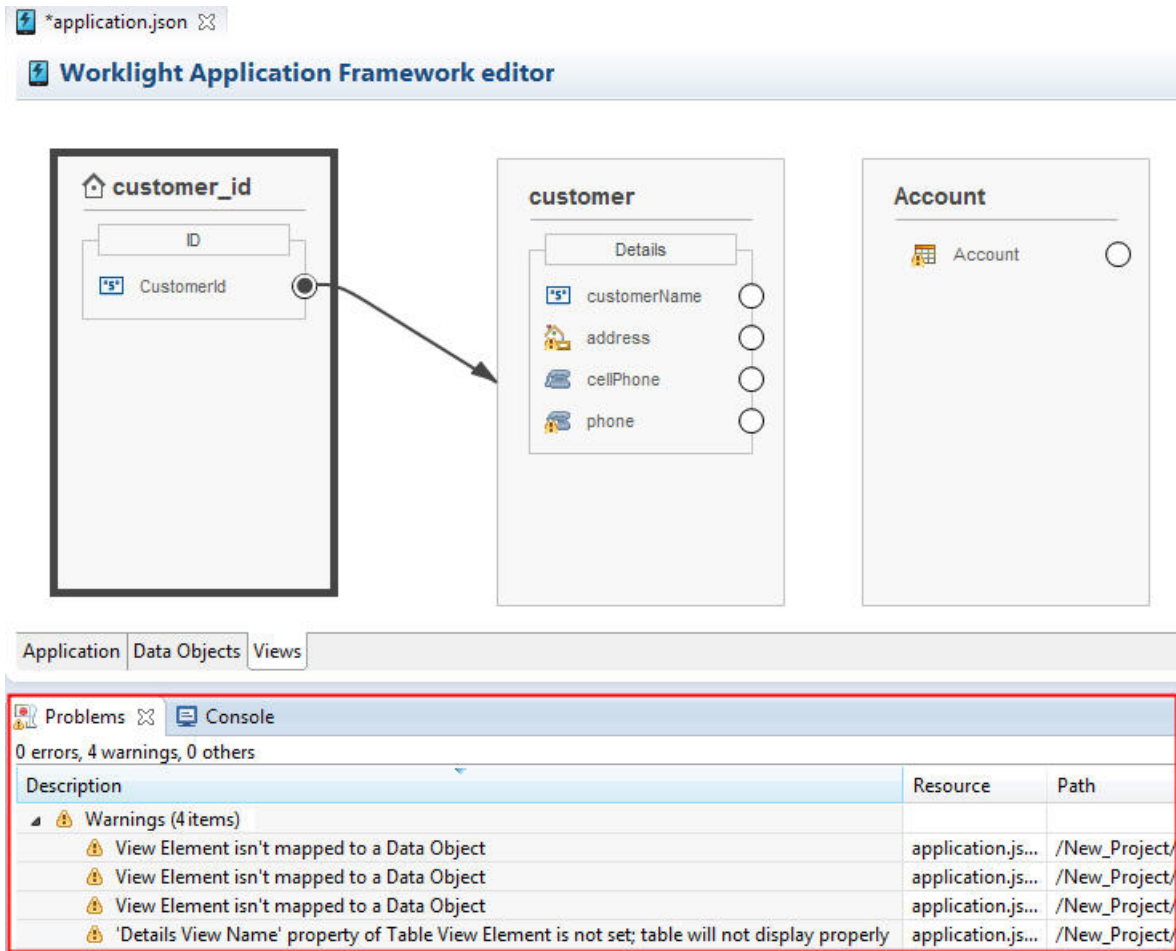 *application.json
Worklight Application Framework editor
customer_id
ID
"S" CustomerId
customer
Details
"S" customerName
address
cellPhone
phone
Account
Account
Application Data Objects Views
Problems Console
0 errors, 4 warnings, 0 others
Description Resource Path
Warnings (4 items)
View Element isn't mapped to a Data Object application.js... /New_Project/
View Element isn't mapped to a Data Object application.js... /New_Project/
View Element isn't mapped to a Data Object application.js... /New_Project/
'Details View Name' property of Table View Element is not set; table will not display properly application.js... /New_Project/